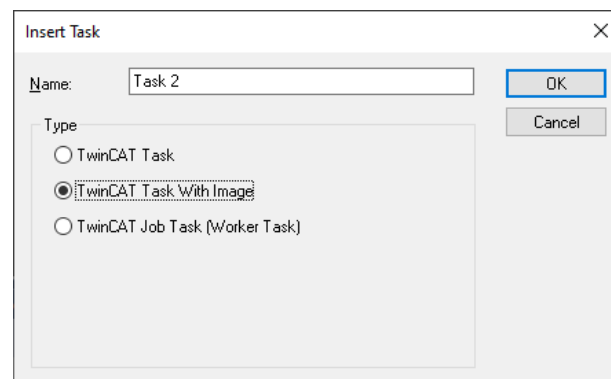 Insert Task
Name: Task 2 OK
Cancel
Type
TwinCAT Task
TwinCAT Task With Image
TwinCAT Job Task (Worker Task)